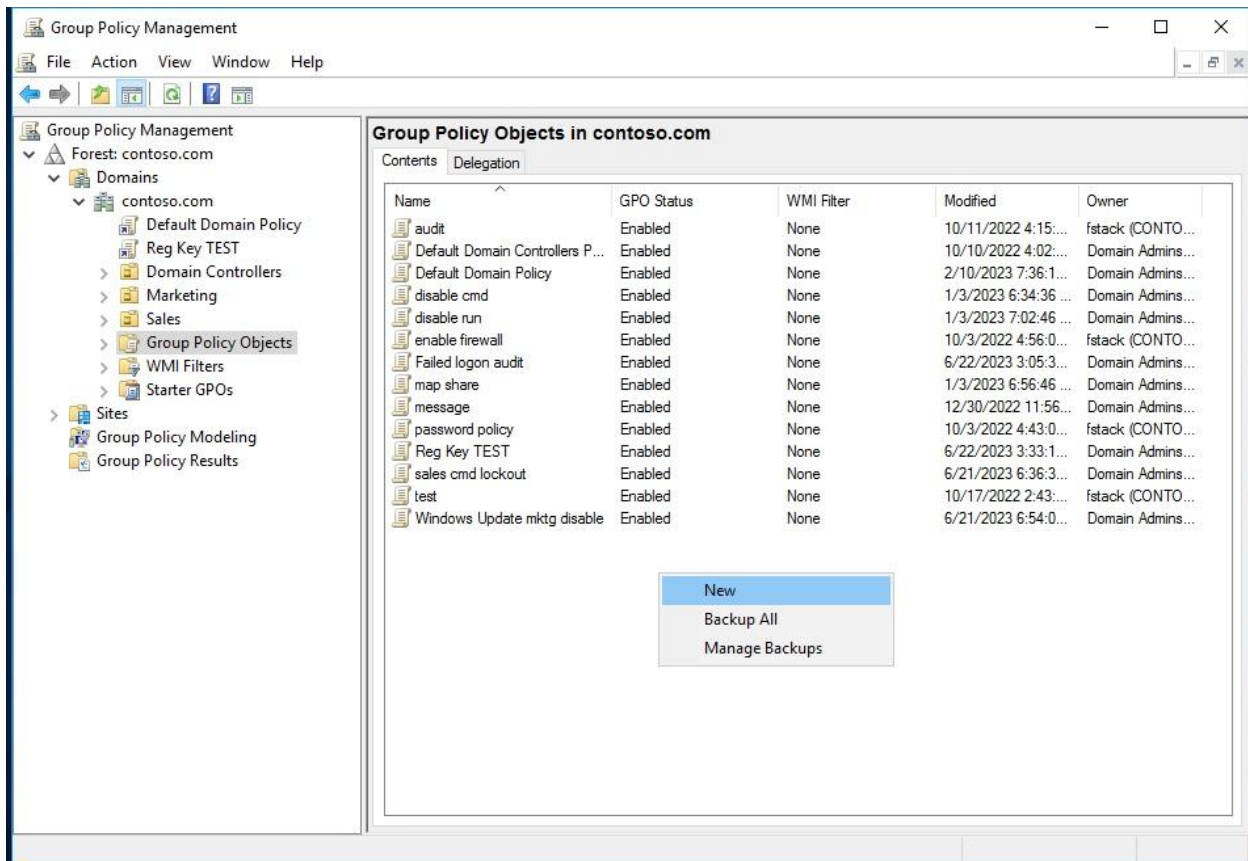 Group Policy Management
File Action View Window Help
Group Policy Management
Forest: contoso.com
Domains
contoso.com
Default Domain Policy
Reg Key TEST
Domain Controllers
Marketing
Sales
Group Policy Objects
WMI Filters
Starter GPOs
Sites
Group Policy Modeling
Group Policy Results
Group Policy Objects in contoso.com
Contents Delegation
Name GPO Status WMI Filter Modified Owner
audit Enabled None 10/11/2022 4:15:... fstack (CONTO...
Default Domain Controllers P... Enabled None 10/10/2022 4:02:... Domain Admins...
Default Domain Policy Enabled None 2/10/2023 7:36:1... Domain Admins...
disable cmd Enabled None 1/3/2023 6:34:36 ... Domain Admins...
disable run Enabled None 1/3/2023 7:02:46 ... Domain Admins...
enable firewall Enabled None 10/3/2022 4:56:0... fstack (CONTO...
Failed logon audit Enabled None 6/22/2023 3:05:3... Domain Admins...
map share Enabled None 1/3/2023 6:56:46 ... Domain Admins...
message Enabled None 12/30/2022 11:56... Domain Admins...
password policy Enabled None 10/3/2022 4:43:0... fstack (CONTO...
Reg Key TEST Enabled None 6/22/2023 3:33:1... Domain Admins...
sales cmd lockout Enabled None 6/21/2023 6:36:3... Domain Admins...
test Enabled None 10/17/2022 2:43:... fstack (CONTO...
Windows Update mktg disable Enabled None 6/21/2023 6:54:0... Domain Admins...
New
Backup All
Manage Backups